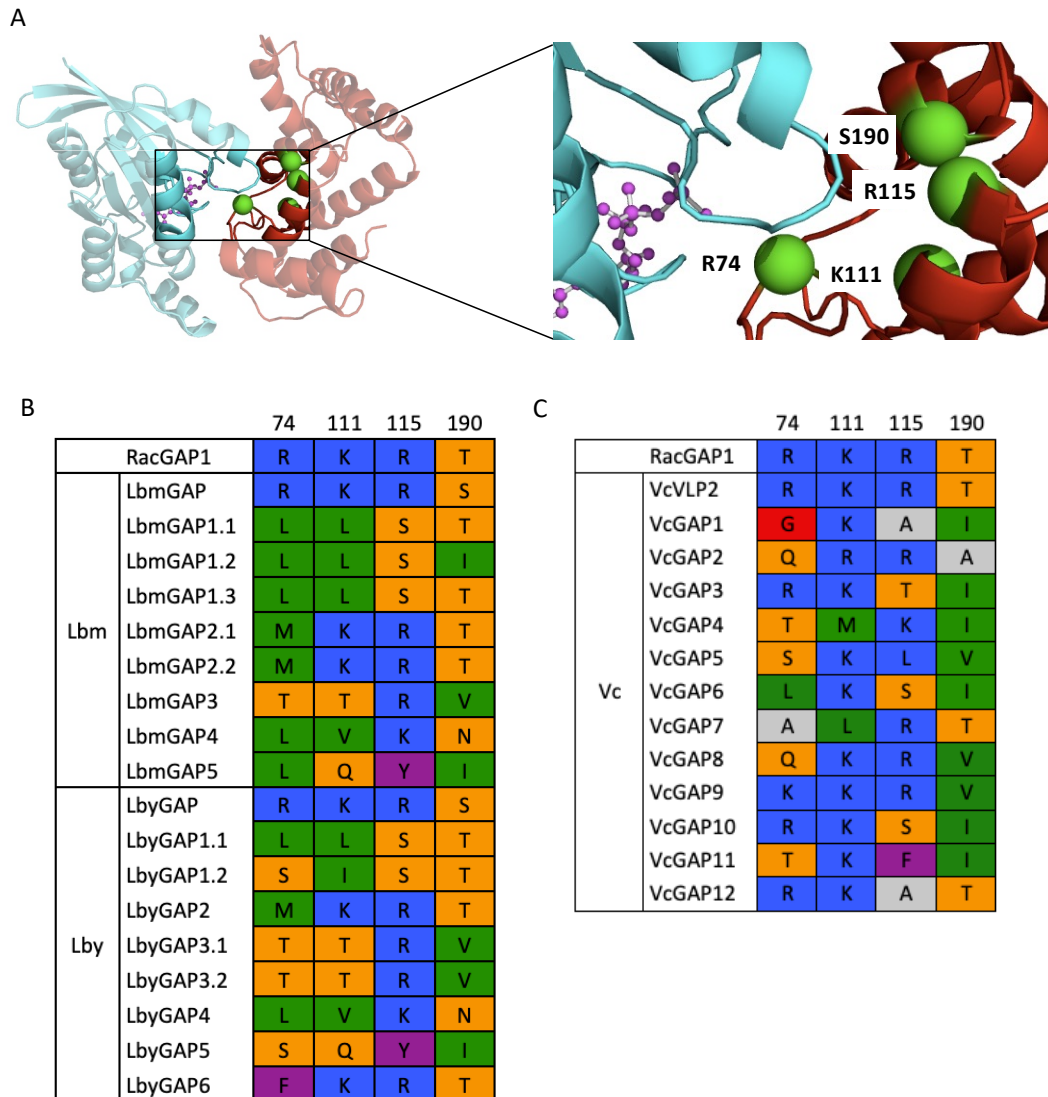 A
S190
R115
R74
K111
B
74 111 115 190
RacGAP1 R K R T
Lbm
LbmGAP R K R S
LbmGAP1.1 L L S T
LbmGAP1.2 L L S I
LbmGAP1.3 L L S T
LbmGAP2.1 M K R T
LbmGAP2.2 M K R T
LbmGAP3 T T R V
LbmGAP4 L V K N
LbmGAP5 L Q Y I
Lby
LbyGAP R K R S
LbyGAP1.1 L L S T
LbyGAP1.2 S I S T
LbyGAP2 M K R T
LbyGAP3.1 T T R V
LbyGAP3.2 T T R V
LbyGAP4 L V K N
LbyGAP5 S Q Y I
LbyGAP6 F K R T
C
74 111 115 190
RacGAP1 R K R T
Vc
VcVLP2 R K R T
VcGAP1 G K A I
VcGAP2 Q R R A
VcGAP3 R K T I
VcGAP4 T M K I
VcGAP5 S K L V
VcGAP6 L K S I
VcGAP7 A L R T
VcGAP8 Q K R V
VcGAP9 K K R V
VcGAP10 R K S I
VcGAP11 T K F I
VcGAP12 R K A T